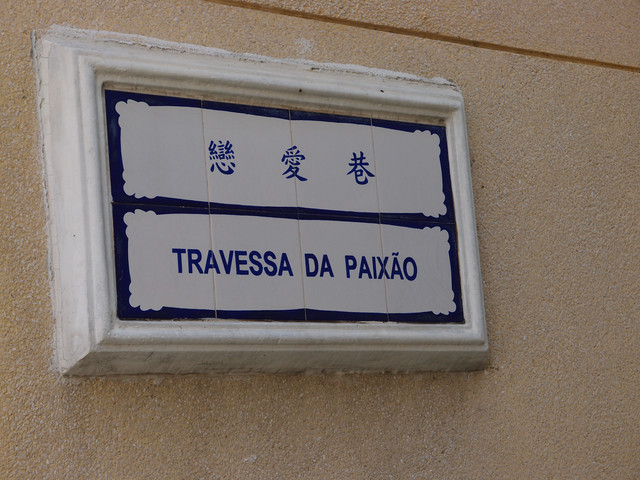 戀愛巷
TRAVESSA DA PAIXÃO